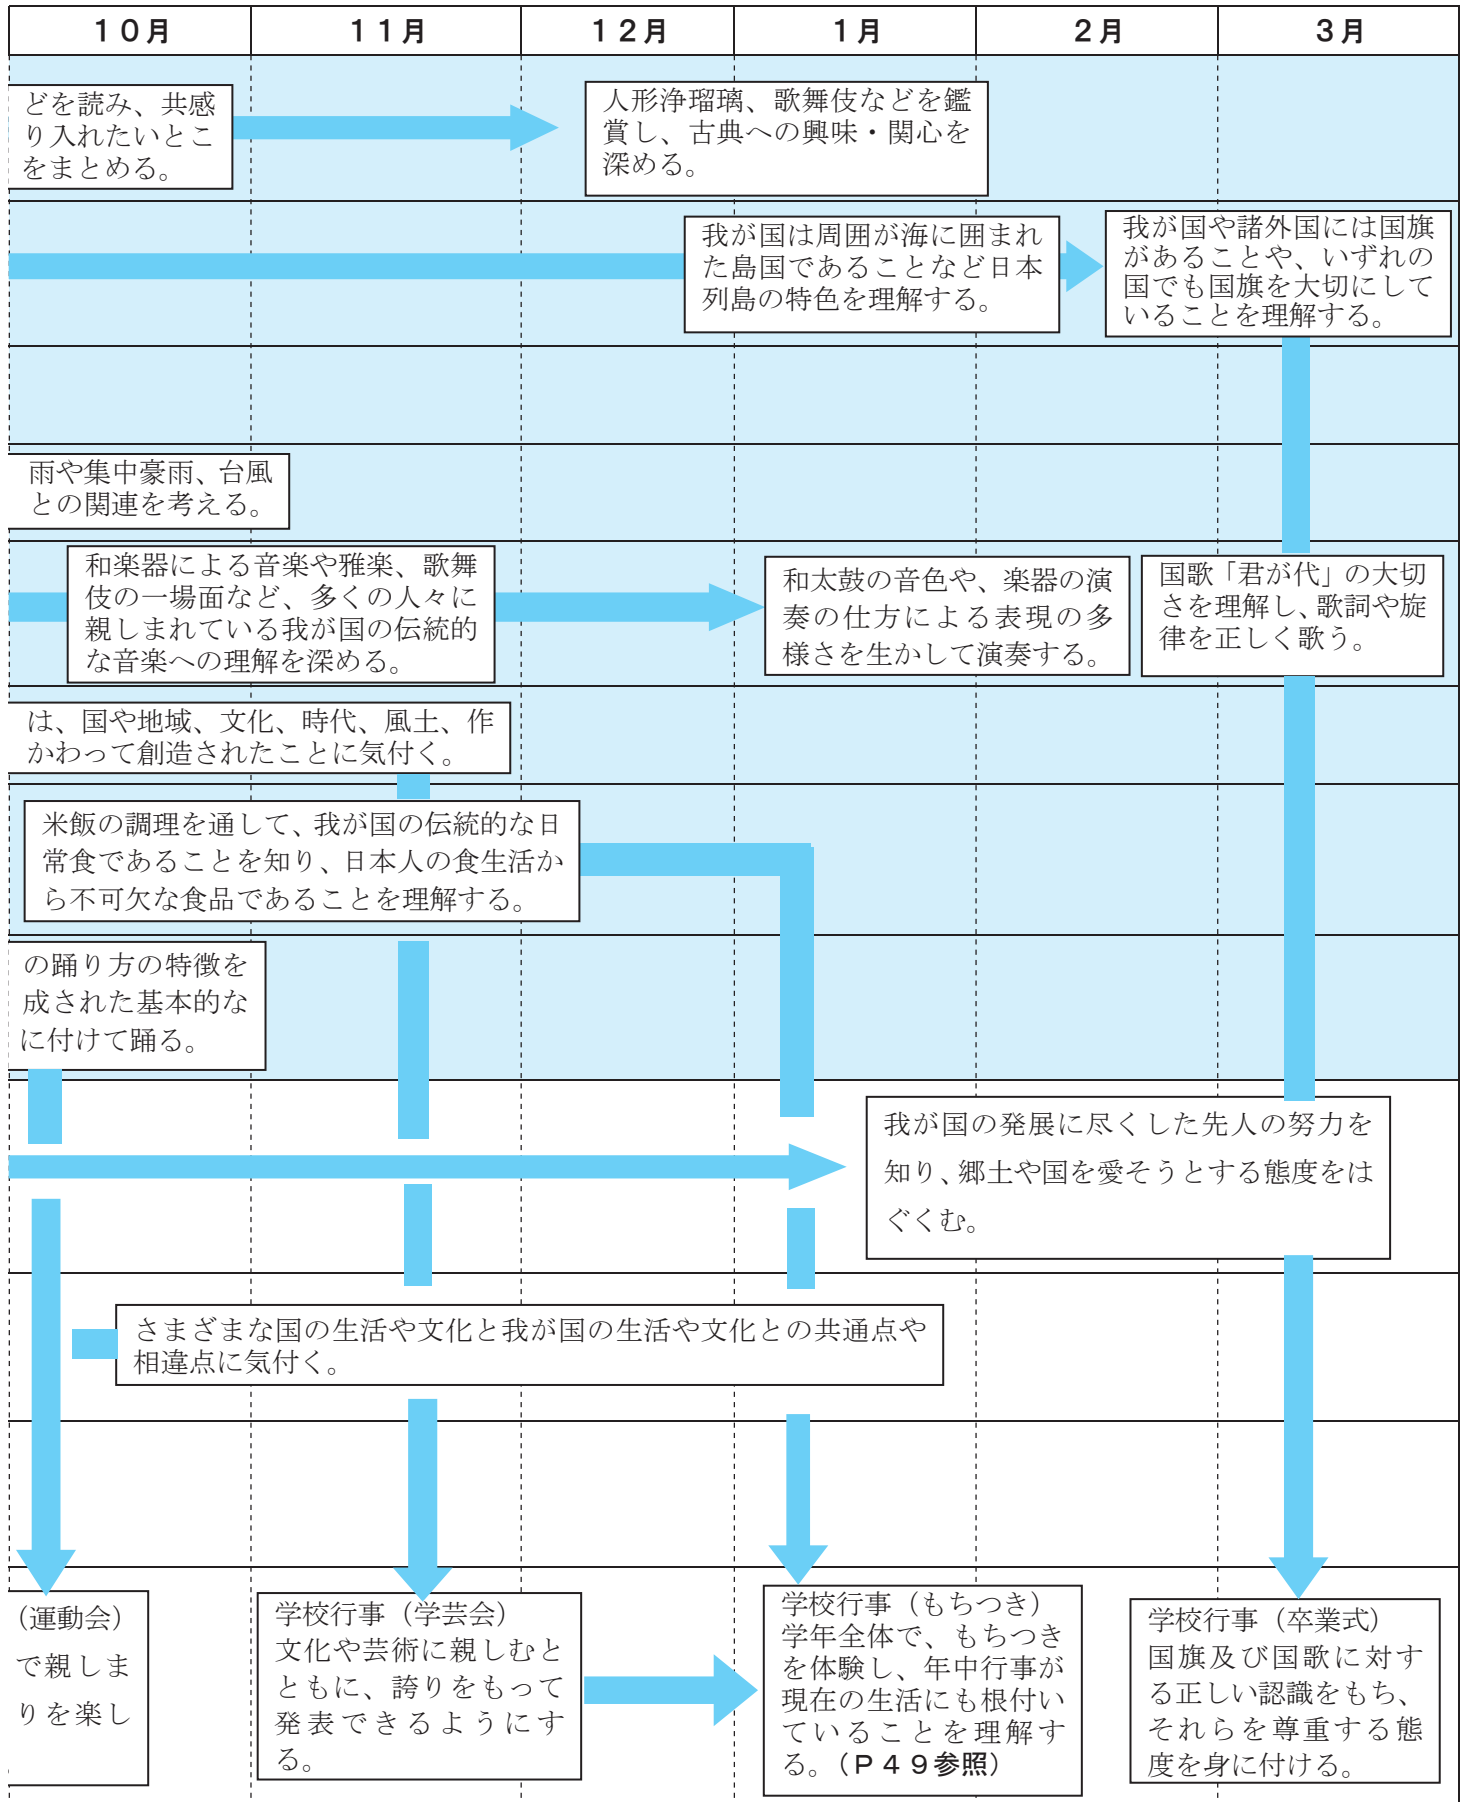 10月
11月
12月
1月
2月
3月
どを読み、共感
り入れたいとこ
をまとめる。
人形浄瑠璃、歌舞伎などを鑑
賞し、古典への興味・関心を
深める。
我が国は周囲が海に囲まれ
た島国であることなど日本
列島の特色を理解する。
我が国や諸外国には国旗
があることや、いずれの
国でも国旗を大切にして
いることを理解する。
雨や集中豪雨、台風
との関連を考える。
和楽器による音楽や雅楽、歌舞
伎の一場面など、多くの人々に
親しまれている我が国の伝統的
な音楽への理解を深める。
和太鼓の音色や、楽器の演
奏の仕方による表現の多
様さを生かして演奏する。
国歌「君が代」の大切
さを理解し、歌詞や旋
律を正しく歌う。
は、国や地域、文化、時代、風土、作
かわって創造されたことに気付く。
米飯の調理を通して、我が国の伝統的な日
常食であることを知り、日本人の食生活か
ら不可欠な食品であることを理解する。
の踊り方の特徴を
成された基本的な
に付けて踊る。
我が国の発展に尽くした先人の努力を
知り、郷土や国を愛そうとする態度をは
ぐくむ。
さまざまな国の生活や文化と我が国の生活や文化との共通点や
相違点に気付く。
(運動会)
で親しま
りを楽し
学校行事(学芸会)
文化や芸術に親しむと
ともに、誇りをもって
発表できるようにす
る。
学校行事(もちつき)
学年全体で、もちつき
を体験し、年中行事が
現在の生活にも根付い
ていることを理解す
る。(P49参照)
学校行事(卒業式)
国旗及び国歌に対す
る正しい認識をもち、
それらを尊重する態
度を身に付ける。